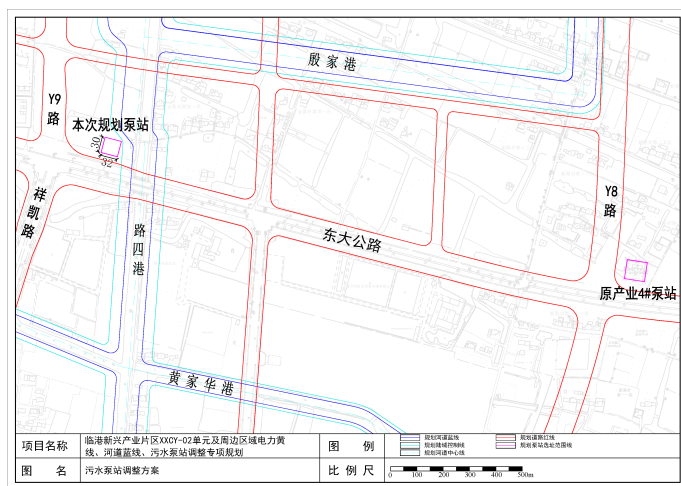 殷家港
Y9路
本次规划泵站
30
32
祥凯路
路四港
东大公路
Y8路
原产业4#泵站
黄家华港
项目名称
临港新兴产业片区XXCY-02单元及周边区域电力黄
线、河道蓝线、污水泵站调整专项规划
图 例
规划河道蓝线
规划道路红线
规划陆域控制线
规划泵站选址范围线
规划河道中心线
图 名
污水泵站调整方案
比例尺
0 100 200 300 400 500m